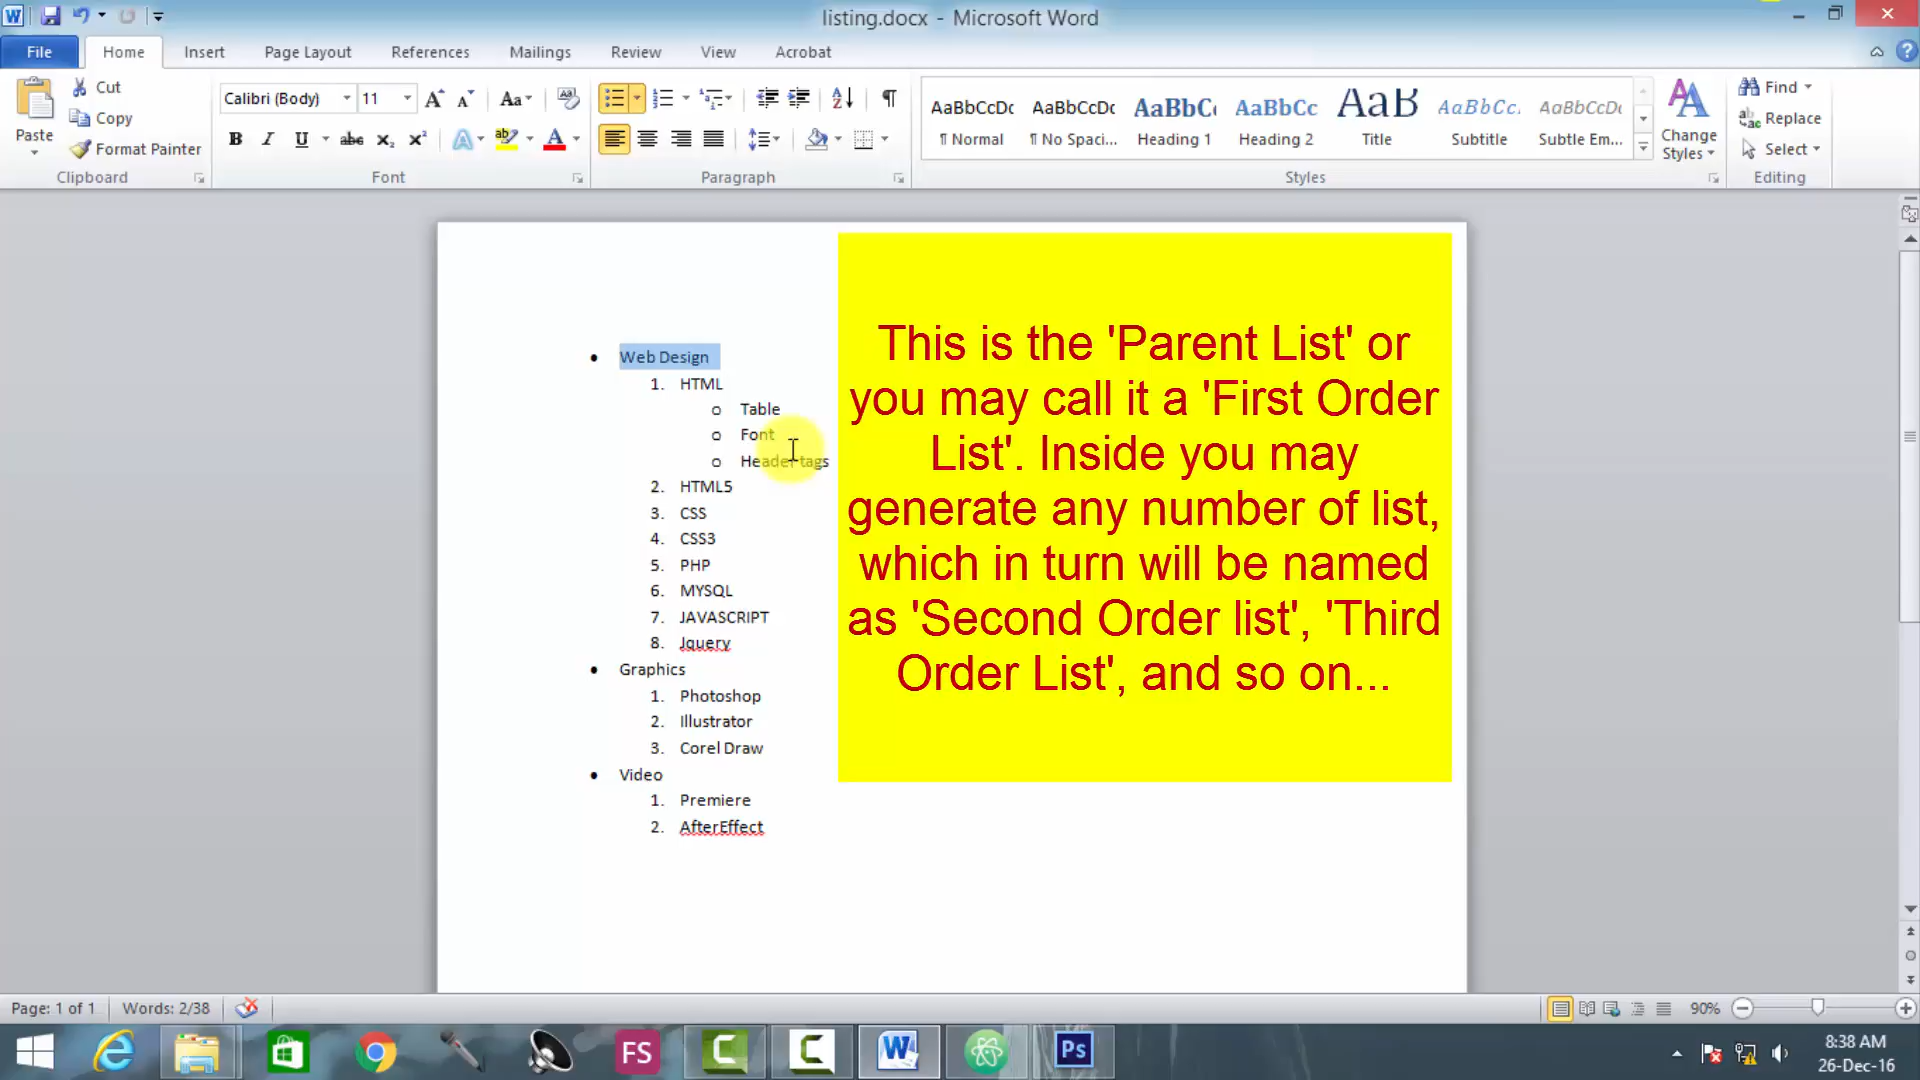 listing.docx - Microsoft Word
File Home Insert Page Layout References Mailings Review View Acrobat
Cut
Copy
Format Painter
Paste
Clipboard
Calibri (Body) 11
Font
Paragraph
AaBbCcDc AaBbCcDc AaBbC AaBbCc AaB AaBbCc. AaBbCcDc
¶ Normal ¶ No Spaci... Heading 1 Heading 2 Title Subtitle Subtle Em...
Styles
Change Styles
Find
Replace
Select
Editing
• Web Design
1. HTML
o Table
o Font
o Header tags
2. HTML5
3. CSS
4. CSS3
5. PHP
6. MYSQL
7. JAVASCRIPT
8. Jquery
• Graphics
1. Photoshop
2. Illustrator
3. Corel Draw
• Video
1. Premiere
2. AfterEffect
This is the 'Parent List' or
you may call it a 'First Order
List'. Inside you may
generate any number of list,
which in turn will be named
as 'Second Order list', 'Third
Order List', and so on...
Page: 1 of 1 Words: 2/38
90%
FS
Ps
8:38 AM
26-Dec-16